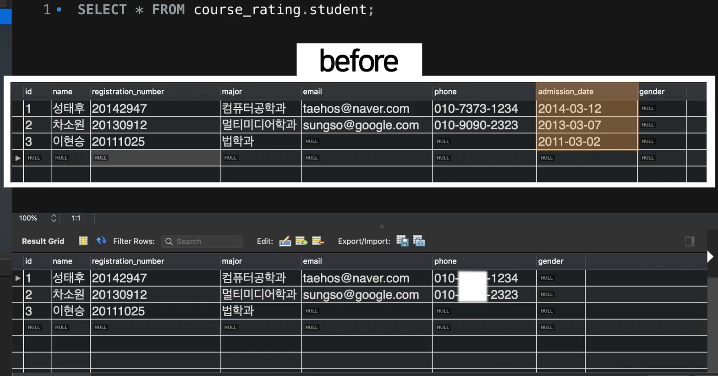 1 SELECT * FROM course_rating.student;
before
id name registration_number major email phone admission_date gender
1 성태후 20142947 컴퓨터공학과 taehos@naver.com 010-7373-1234 2014-03-12 NULL
2 차소원 20130912 멀티미디어학과 sungso@google.com 010-9090-2323 2013-03-07 NULL
3 이현승 20111025 법학과 NULL NULL 2011-03-02 NULL
NULL NULL NULL NULL NULL NULL NULL NULL
100% 1:1
Result Grid Filter Rows: Search Edit: Export/Import:
id name registration_number major email phone gender
1 성태후 20142947 컴퓨터공학과 taehos@naver.com 010- -1234 NULL
2 차소원 20130912 멀티미디어학과 sungso@google.com 010- -2323 NULL
3 이현승 20111025 법학과 NULL NULL NULL
NULL NULL NULL NULL NULL NULL NULL